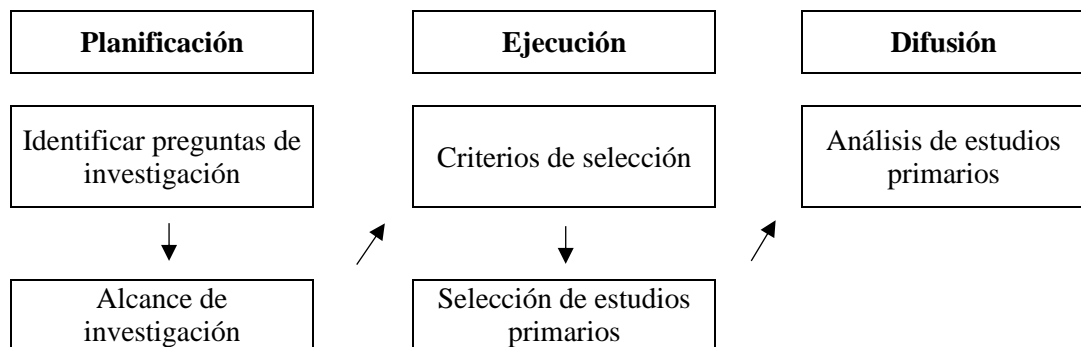 Planificación
Ejecución
Difusión
Identificar preguntas de
investigación
Criterios de selección
Análisis de estudios
primarios
Alcance de
investigación
Selección de estudios
primarios